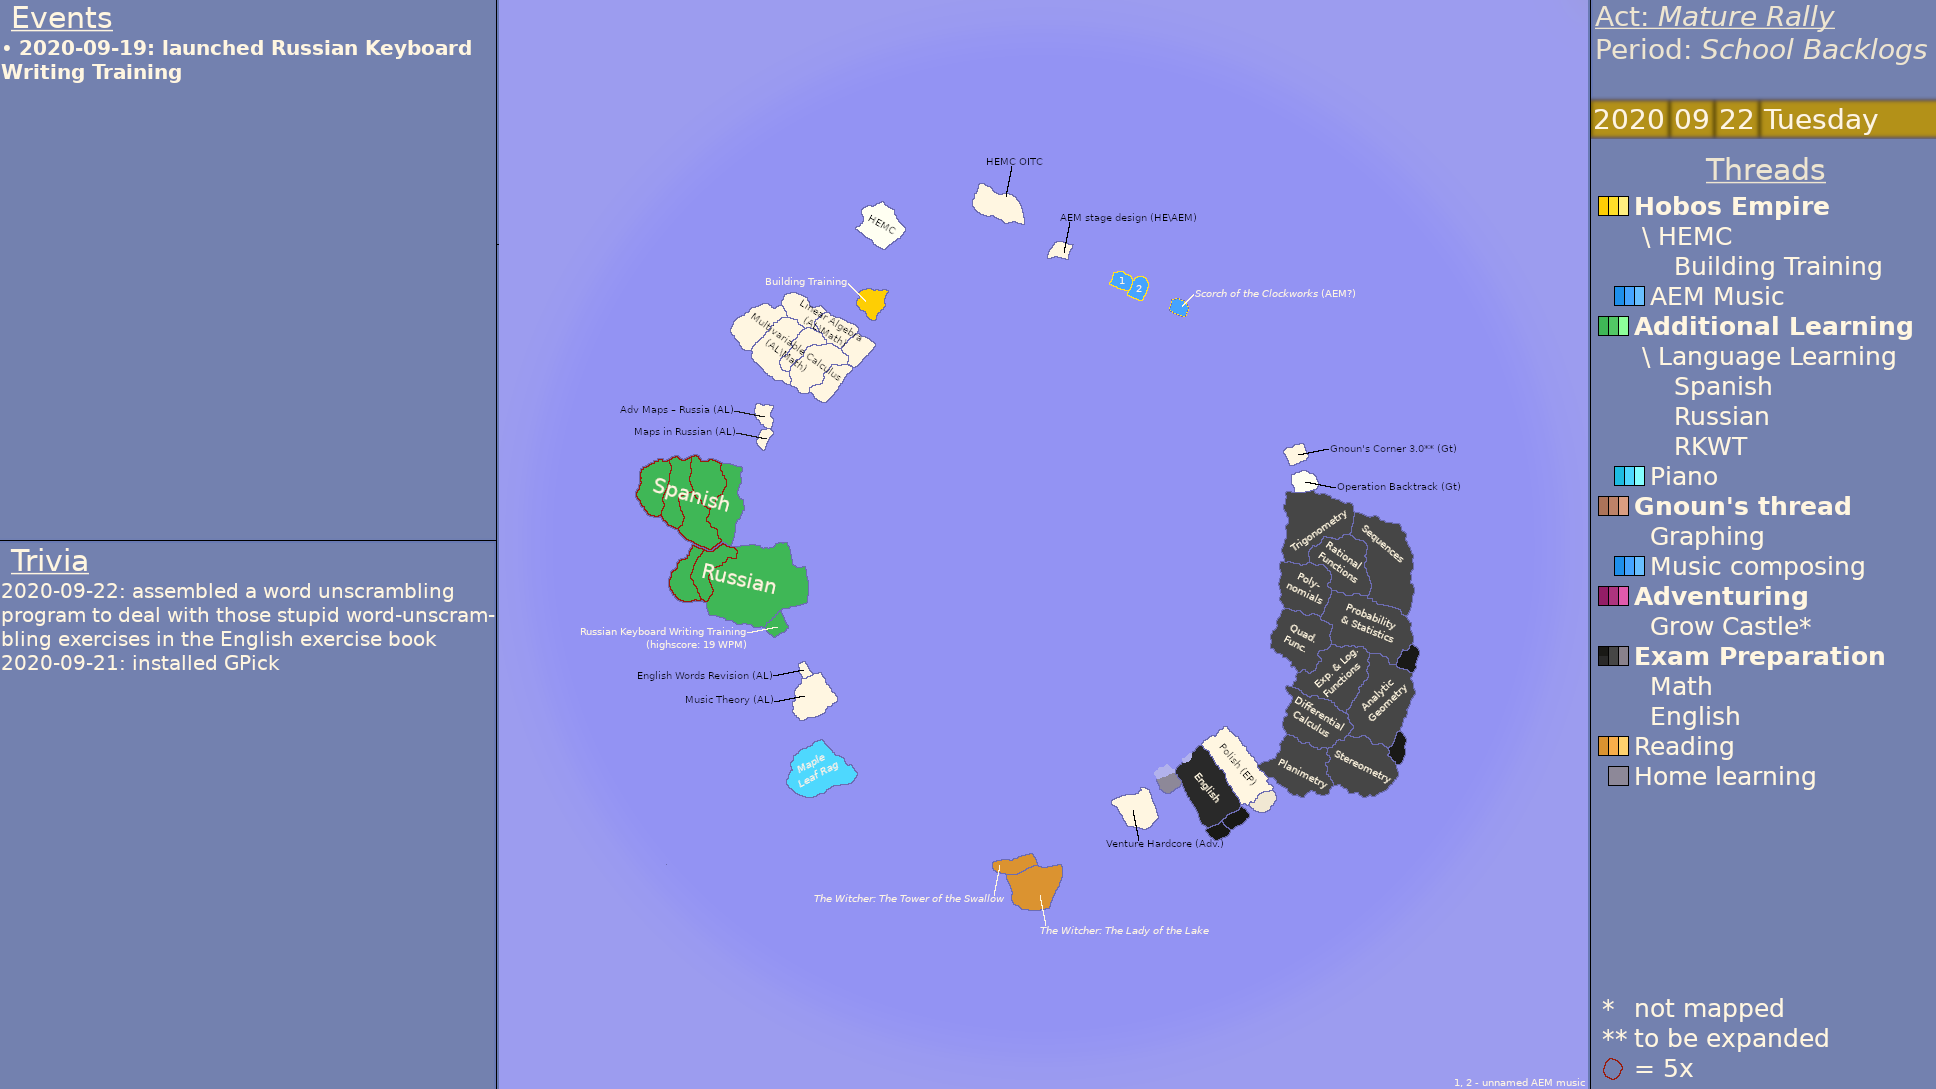 Events
• 2020-09-19: launched Russian Keyboard
Writing Training
Trivia
2020-09-22: assembled a word unscrambling
program to deal with those stupid word-unscram-
bling exercises in the English exercise book
2020-09-21: installed GPick
HEMC OITC
HEMC
AEM stage design (HE\AEM)
Building Training
1
2
Scorch of the Clockworks (AEM?)
Linear Algebra
(AL\Math)
Multivariable Calculus
(AL\Math)
Adv Maps – Russia (AL)
Maps in Russian (AL)
Spanish
Russian
Russian Keyboard Writing Training
(highscore: 19 WPM)
English Words Revision (AL)
Music Theory (AL)
Maple
Leaf Rag
The Witcher: The Tower of the Swallow
The Witcher: The Lady of the Lake
Venture Hardcore (Adv.)
English
Polish (EP)
Gnoun's Corner 3.0** (Gt)
Operation Backtrack (Gt)
Trigonometry
Sequences
Rational
Functions
Poly-
nomials
Probability
& Statistics
Quad.
Func.
Exp. & Log.
Functions
Analytic
Geometry
Differential
Calculus
Planimetry
Stereometry
1, 2 - unnamed AEM music
Act: Mature Rally
Period: School Backlogs
2020 09 22 Tuesday
Threads
Hobos Empire
\ HEMC
Building Training
AEM Music
Additional Learning
\ Language Learning
Spanish
Russian
RKWT
Piano
Gnoun's thread
Graphing
Music composing
Adventuring
Grow Castle*
Exam Preparation
Math
English
Reading
Home learning
* not mapped
** to be expanded
= 5x